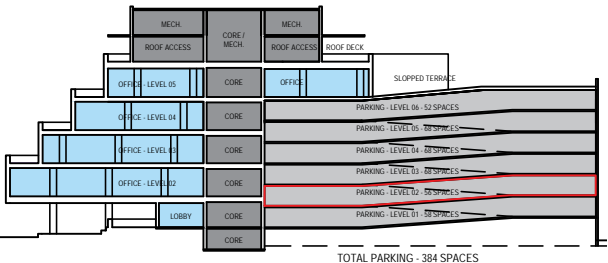 MECH.
CORE /
MECH.
MECH.
ROOF ACCESS
ROOF ACCESS
ROOF DECK
OFFICE - LEVEL 05
CORE
OFFICE
SLOPPED TERRACE
OFFICE - LEVEL 04
CORE
PARKING - LEVEL 06 - 52 SPACES
PARKING - LEVEL 05 - 68 SPACES
OFFICE - LEVEL 03
CORE
PARKING - LEVEL 04 - 68 SPACES
PARKING - LEVEL 03 - 68 SPACES
OFFICE - LEVEL 02
CORE
PARKING - LEVEL 02 - 56 SPACES
LOBBY
CORE
PARKING - LEVEL 01 - 58 SPACES
CORE
TOTAL PARKING - 384 SPACES